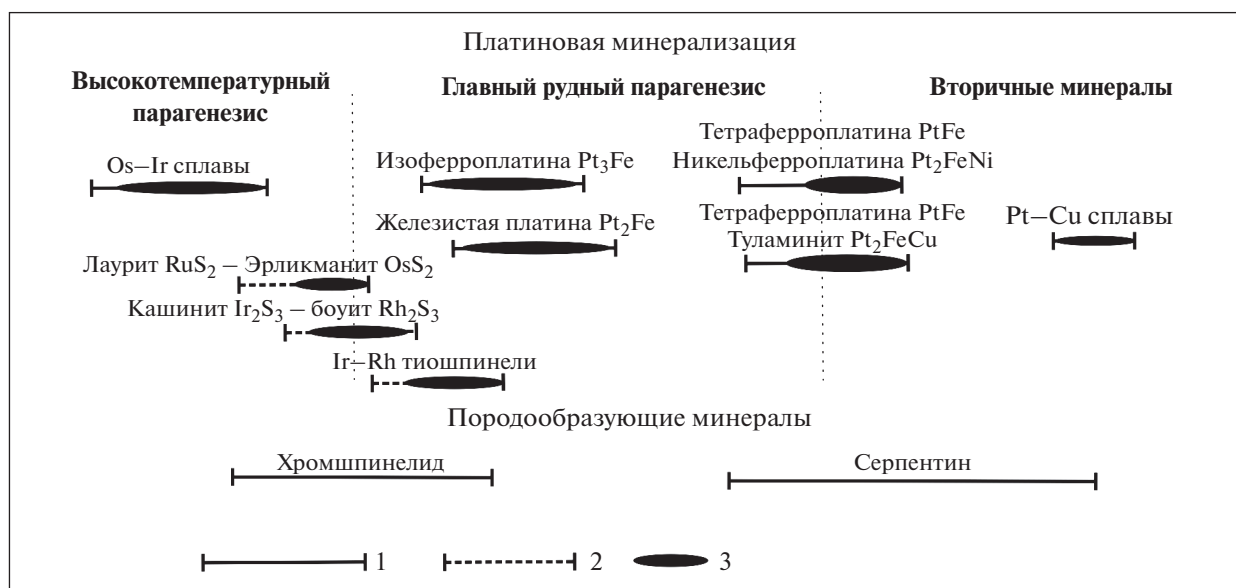 Платиновая минерализация
Высокотемпературный
парагенезис
Главный рудный парагенезис
Вторичные минералы
Os–Ir сплавы
Изоферроплатина Pt₃Fe
Тетраферроплатина PtFe
Никельферроплатина Pt₂FeNi
Железистая платина Pt₂Fe
Тетраферроплатина PtFe
Туламинит Pt₂FeCu
Pt–Cu сплавы
Лаурит RuS₂ – Эрликманит OsS₂
Кашинит Ir₂S₃ – боуит Rh₂S₃
Ir–Rh тиошпинели
Породообразующие минералы
Хромшпинелид
Серпентин
1
2
3